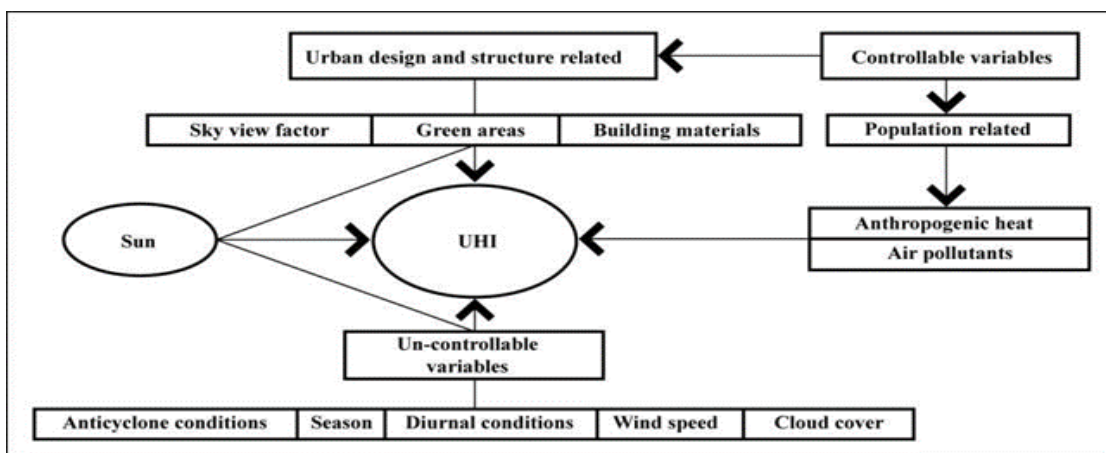 Urban design and structure related
Controllable variables
Sky view factor
Green areas
Building materials
Population related
Sun
UHI
Anthropogenic heat
Air pollutants
Un-controllable
variables
Anticyclone conditions
Season
Diurnal conditions
Wind speed
Cloud cover